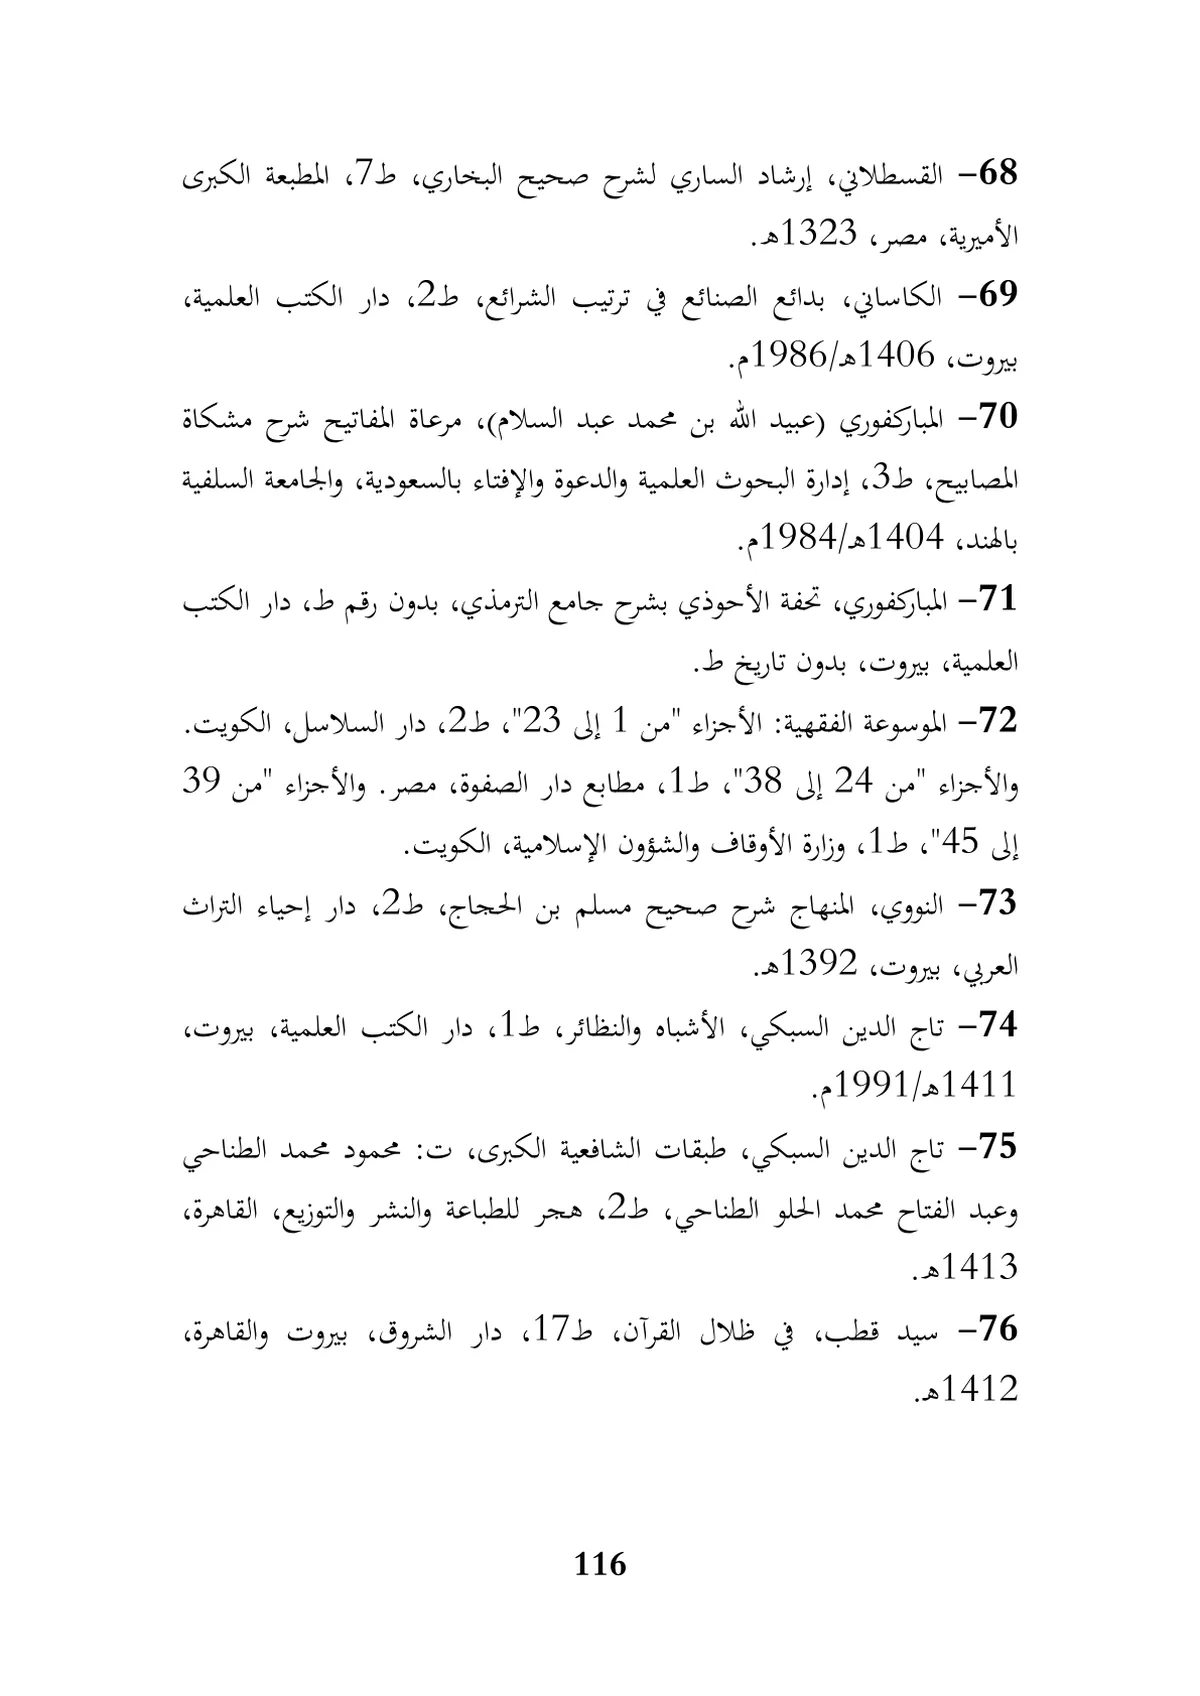 68- القسطلاني، إرشاد الساري لشرح صحيح البخاري، ط7، المطبعة الكبرى
الأميرية، مصر، 1323هـ.
69- الكاساني، بدائع الصنائع في ترتيب الشرائع، ط2، دار الكتب العلمية،
بيروت، 1406هـ/1986م.
70- المباركفوري (عبيد الله بن محمد عبد السلام)، مرعاة المفاتيح شرح مشكاة
المصابيح، ط3، إدارة البحوث العلمية والدعوة والإفتاء بالسعودية، والجامعة السلفية
بالهند، 1404هـ/1984م.
71- المباركفوري، تحفة الأحوذي بشرح جامع الترمذي، بدون رقم ط، دار الكتب
العلمية، بيروت، بدون تاريخ ط.
72- الموسوعة الفقهية: الأجزاء "من 1 إلى 23"، ط2، دار السلاسل، الكويت.
والأجزاء "من 24 إلى 38"، ط1، مطابع دار الصفوة، مصر. والأجزاء "من 39
إلى 45"، ط1، وزارة الأوقاف والشؤون الإسلامية، الكويت.
73- النووي، المنهاج شرح صحيح مسلم بن الحجاج، ط2، دار إحياء التراث
العربي، بيروت، 1392هـ.
74- تاج الدين السبكي، الأشباه والنظائر، ط1، دار الكتب العلمية، بيروت،
1411هـ/1991م.
75- تاج الدين السبكي، طبقات الشافعية الكبرى، ت: محمود محمد الطناحي
وعبد الفتاح محمد الحلو الطناحي، ط2، هجر للطباعة والنشر والتوزيع، القاهرة،
1413هـ.
76- سيد قطب، في ظلال القرآن، ط17، دار الشروق، بيروت والقاهرة،
1412هـ.
116